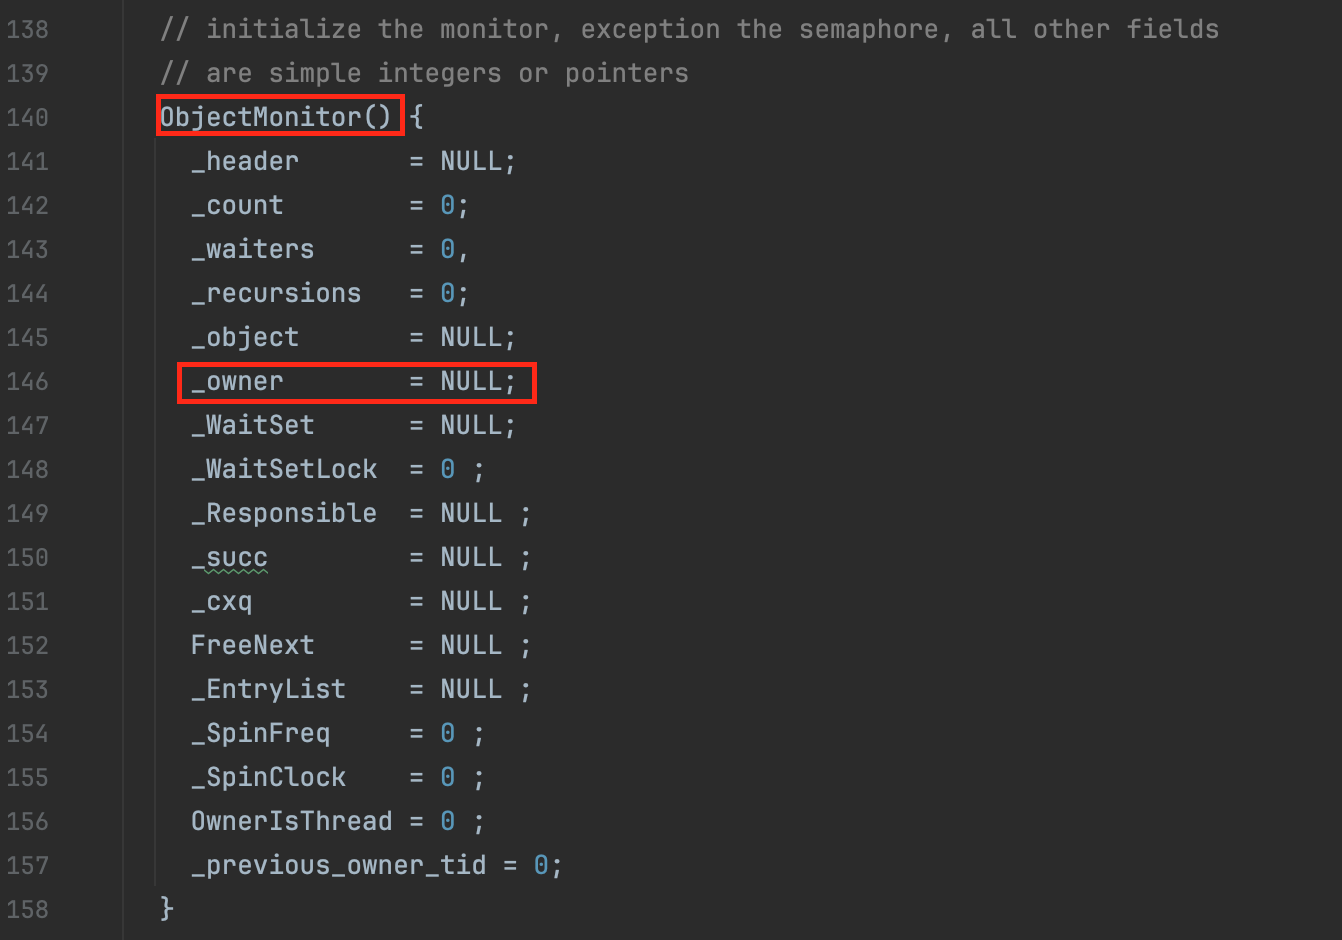 138 // initialize the monitor, exception the semaphore, all other fields
139 // are simple integers or pointers
140 ObjectMonitor() {
141 _header = NULL;
142 _count = 0;
143 _waiters = 0,
144 _recursions = 0;
145 _object = NULL;
146 _owner = NULL;
147 _WaitSet = NULL;
148 _WaitSetLock = 0 ;
149 _Responsible = NULL ;
150 _succ = NULL ;
151 _cxq = NULL ;
152 FreeNext = NULL ;
153 _EntryList = NULL ;
154 _SpinFreq = 0 ;
155 _SpinClock = 0 ;
156 OwnerIsThread = 0 ;
157 _previous_owner_tid = 0;
158 }